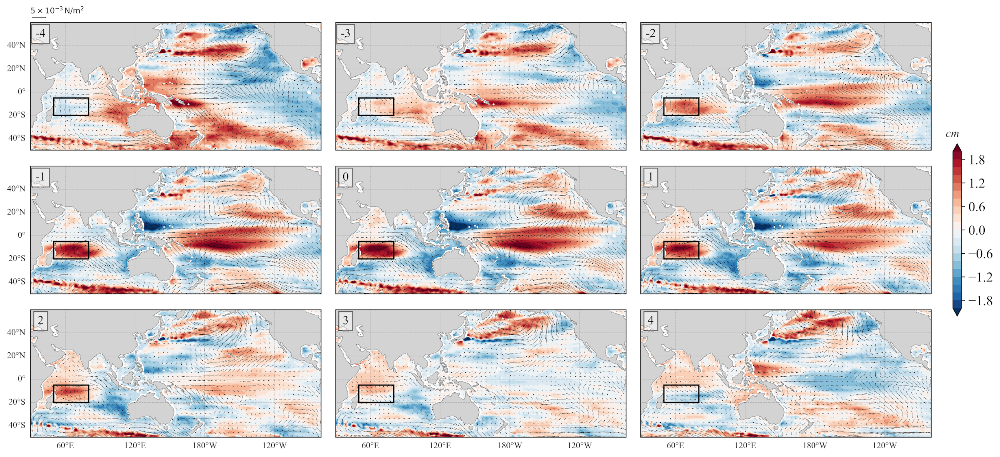 5 × 10⁻³ N/m²
-4
-3
-2
40°N
20°N
0°
20°S
40°S
cm
1.8
1.2
0.6
0.0
−0.6
−1.2
−1.8
-1
0
1
40°N
20°N
0°
20°S
40°S
2
3
4
40°N
20°N
0°
20°S
40°S
60°E 120°E 180°W 120°W 60°E 120°E 180°W 120°W 60°E 120°E 180°W 120°W